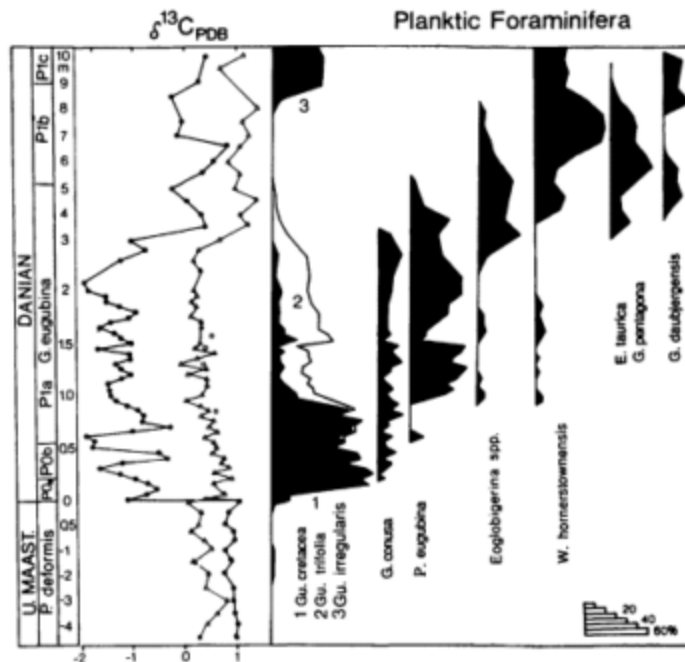 δ13CPDB
Planktic Foraminifera
DANIAN
U. MAAST.
P1c
P1b
G. eugubina
P1a
P0b
P. deformis
10
m
9
8
7
6
5
4
3
2.0
1.5
1.0
0.5
0
0.5
-1
-2
-3
-4
-2
-1
0
1
1
2
3
1 Gu. cretacea
2 Gu. trifolia
3 Gu. irregularis
G. conusa
P. eugubina
Eoglobigerina spp.
W. hornerstownensis
E. taurica
G. pentagona
G. daubjergensis
20
40
60%